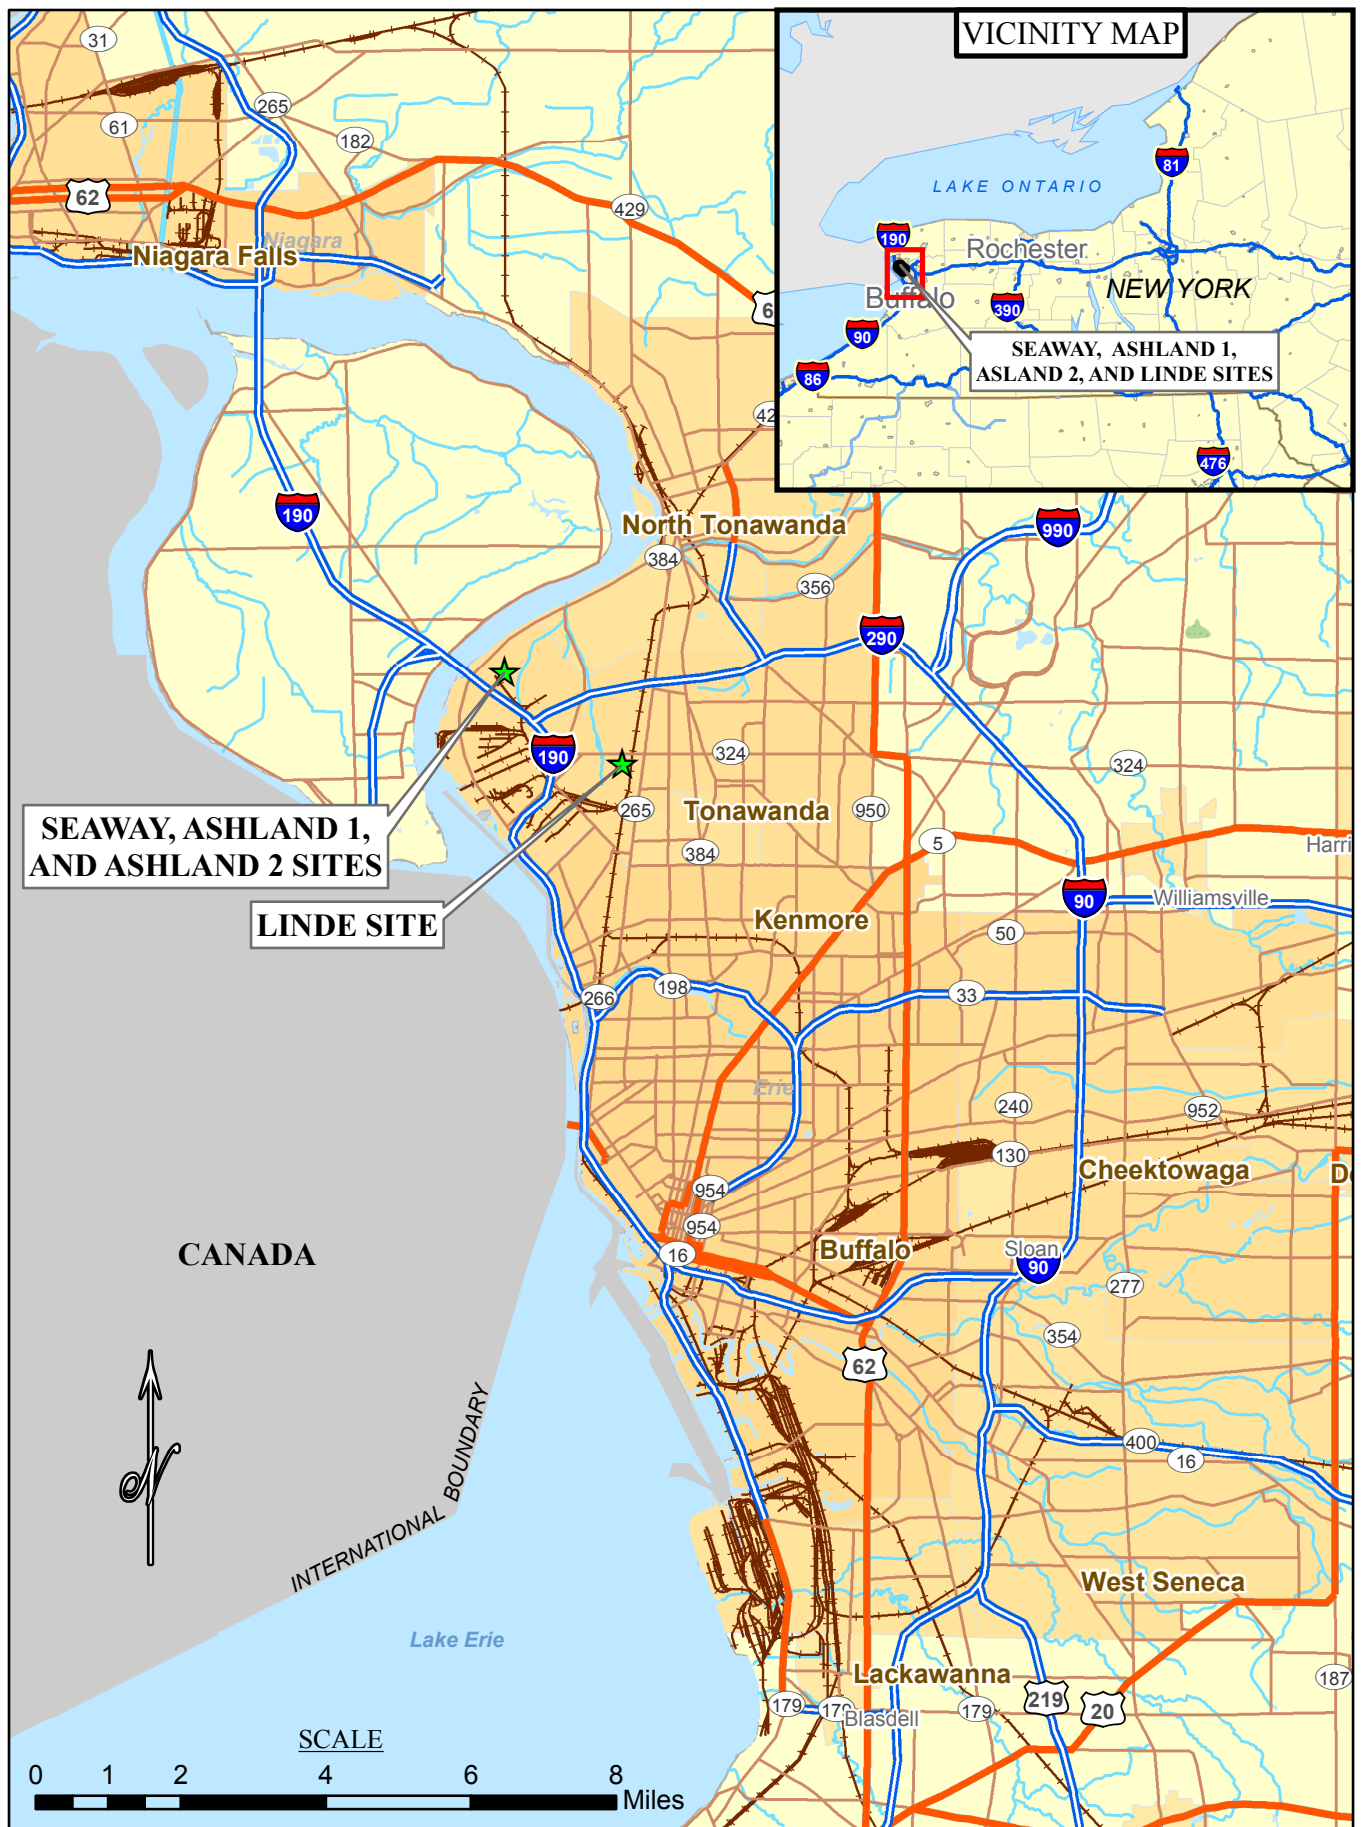 VICINITY MAP
LAKE ONTARIO
81
190
Rochester
Buffalo
NEW YORK
390
90
86
SEAWAY, ASHLAND 1,
ASLAND 2, AND LINDE SITES
476
31
265
61
182
62
429
Niagara
Niagara Falls
190
North Tonawanda
990
384
356
290
190
324
324
265
Tonawanda
950
SEAWAY, ASHLAND 1,
AND ASHLAND 2 SITES
384
5
Harri
90
Williamsville
LINDE SITE
Kenmore
50
266
198
33
Erie
240
952
130
Cheektowaga
954
954
16
CANADA
Buffalo
Sloan
90
277
354
62
400
16
INTERNATIONAL BOUNDARY
N
West Seneca
Lake Erie
Lackawanna
187
179
179
Blasdell
179
219
20
SCALE
0 1 2 4 6 8
Miles